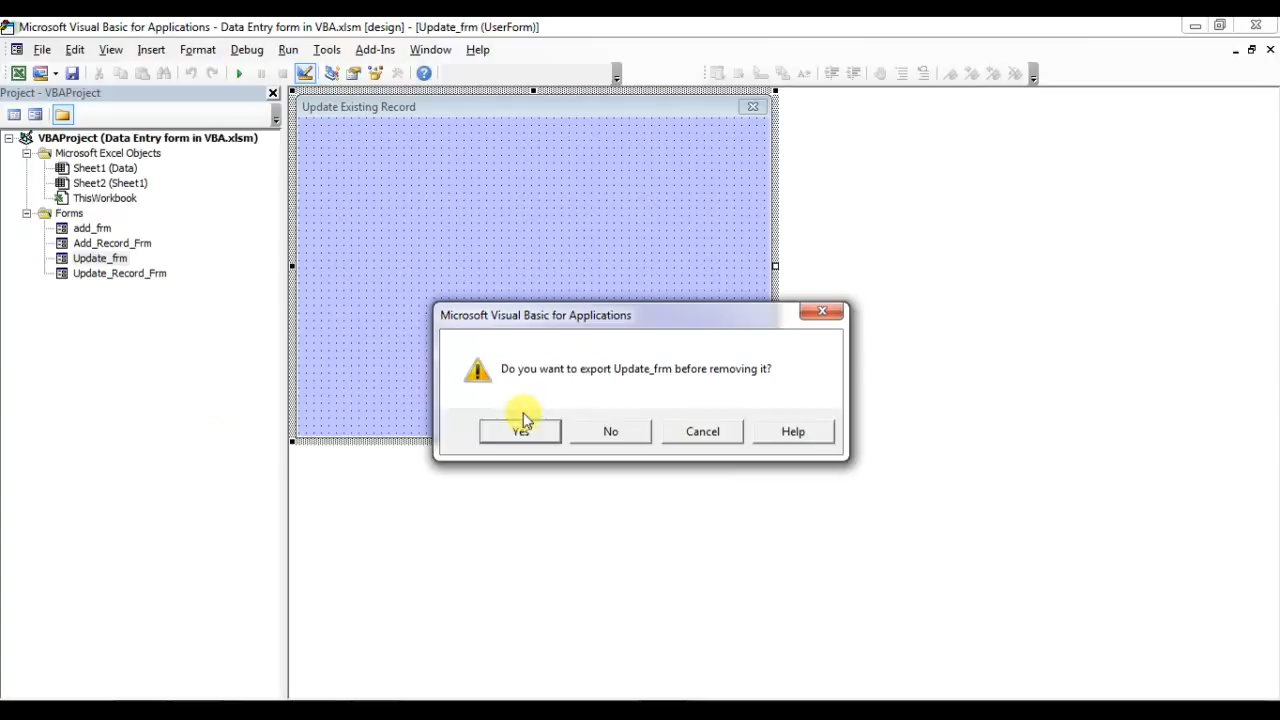 Microsoft Visual Basic for Applications - Data Entry form in VBA.xlsm [design] - [Update_frm (UserForm)]
File Edit View Insert Format Debug Run Tools Add-Ins Window Help
Project - VBAProject
Update Existing Record
VBAProject (Data Entry form in VBA.xlsm)
Microsoft Excel Objects
Sheet1 (Data)
Sheet2 (Sheet1)
ThisWorkbook
Forms
add_frm
Add_Record_Frm
Update_frm
Update_Record_Frm
Microsoft Visual Basic for Applications
Do you want to export Update_frm before removing it?
Yes No Cancel Help